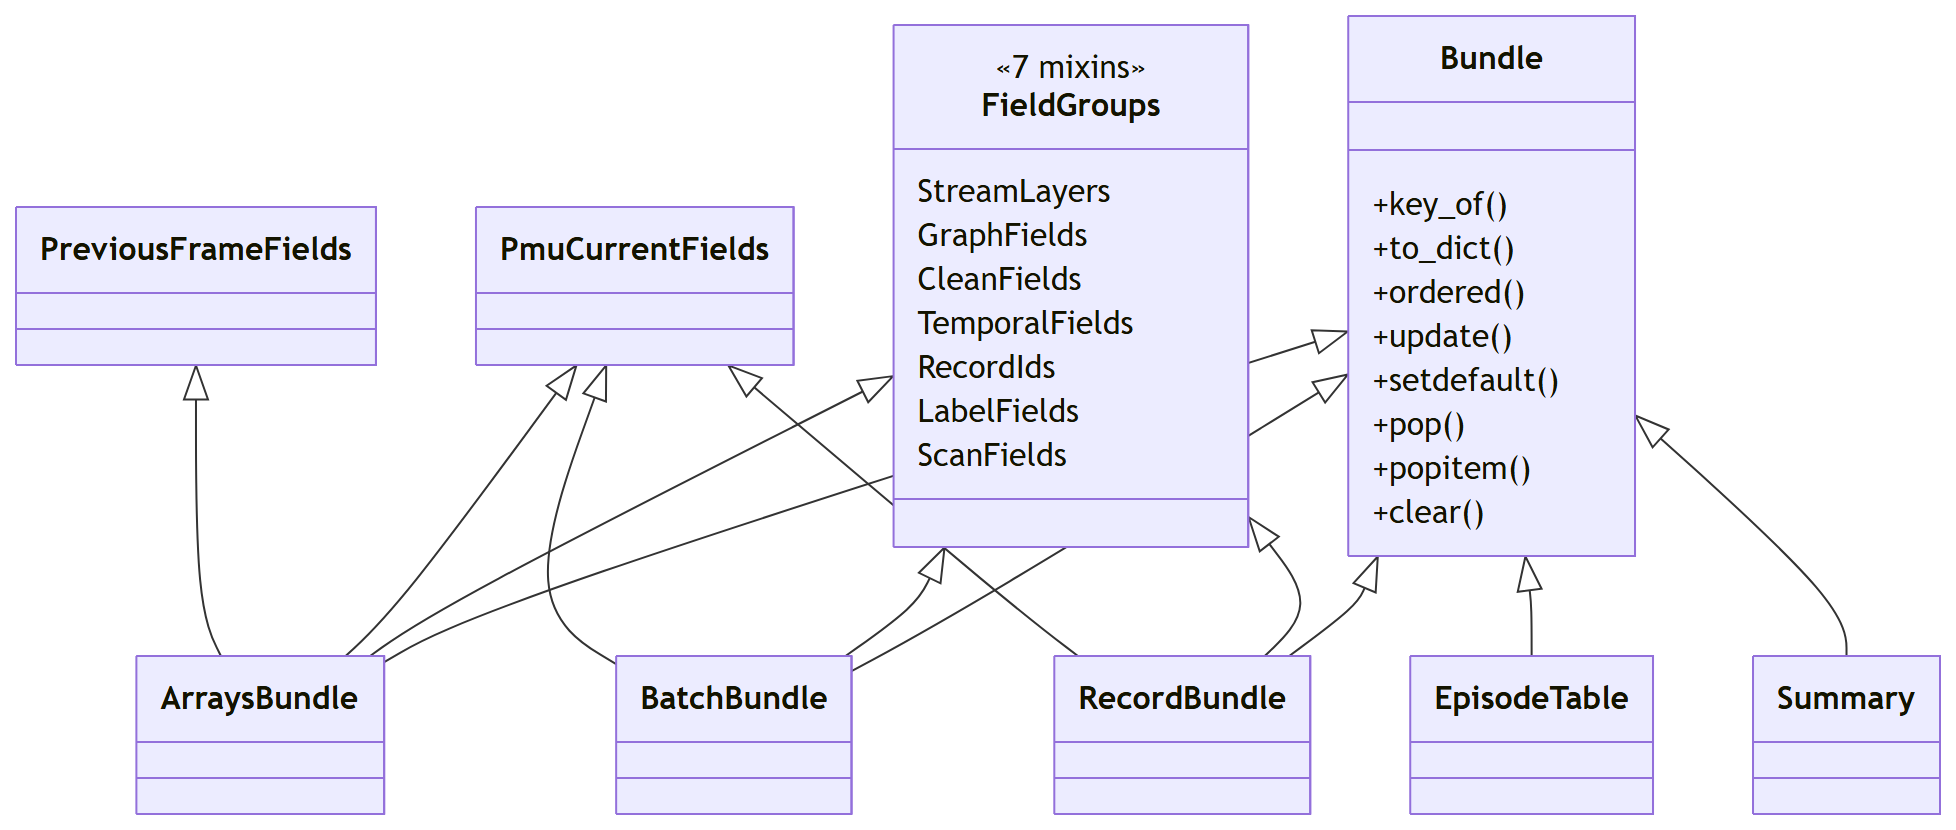 «7 mixins»
FieldGroups
StreamLayers
GraphFields
CleanFields
TemporalFields
RecordIds
LabelFields
ScanFields
Bundle
+key_of()
+to_dict()
+ordered()
+update()
+setdefault()
+pop()
+popitem()
+clear()
PreviousFrameFields
PmuCurrentFields
ArraysBundle
BatchBundle
RecordBundle
EpisodeTable
Summary